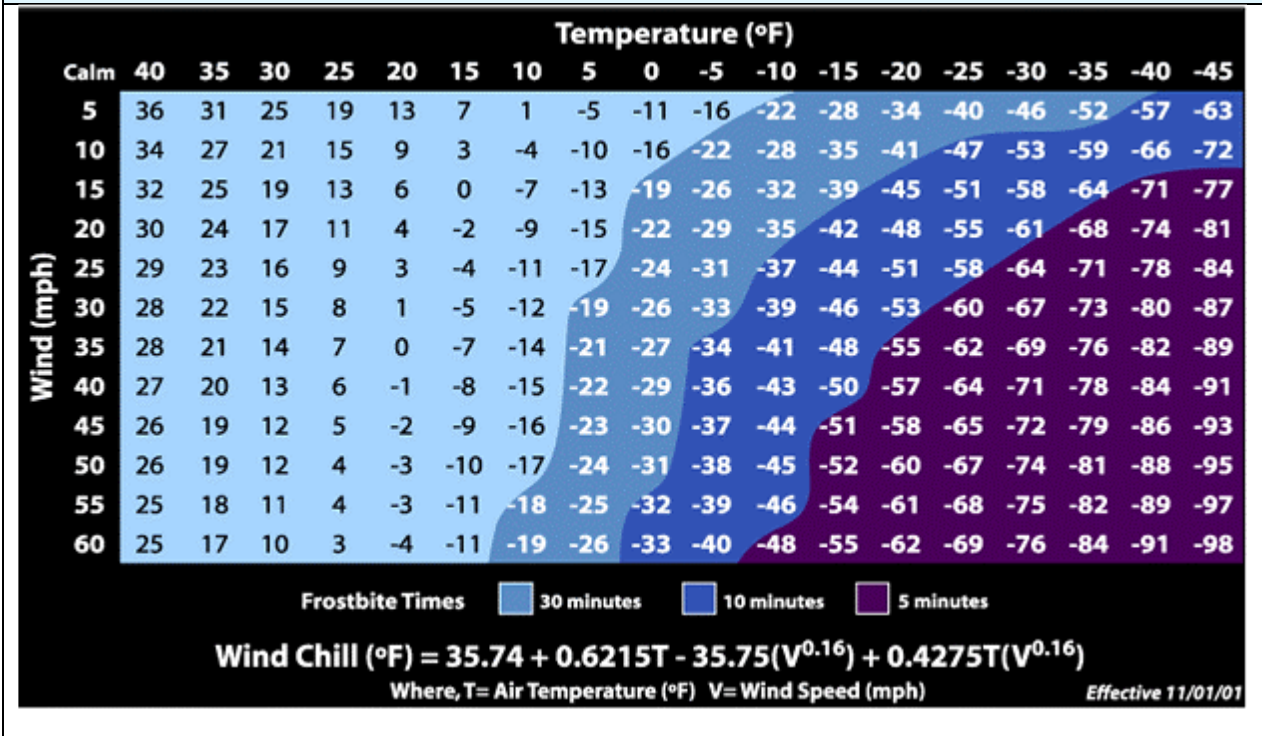 Temperature (ºF)
Calm 40 35 30 25 20 15 10 5 0 -5 -10 -15 -20 -25 -30 -35 -40 -45
5 36 31 25 19 13 7 1 -5 -11 -16 -22 -28 -34 -40 -46 -52 -57 -63
10 34 27 21 15 9 3 -4 -10 -16 -22 -28 -35 -41 -47 -53 -59 -66 -72
15 32 25 19 13 6 0 -7 -13 -19 -26 -32 -39 -45 -51 -58 -64 -71 -77
20 30 24 17 11 4 -2 -9 -15 -22 -29 -35 -42 -48 -55 -61 -68 -74 -81
25 29 23 16 9 3 -4 -11 -17 -24 -31 -37 -44 -51 -58 -64 -71 -78 -84
30 28 22 15 8 1 -5 -12 -19 -26 -33 -39 -46 -53 -60 -67 -73 -80 -87
35 28 21 14 7 0 -7 -14 -21 -27 -34 -41 -48 -55 -62 -69 -76 -82 -89
40 27 20 13 6 -1 -8 -15 -22 -29 -36 -43 -50 -57 -64 -71 -78 -84 -91
45 26 19 12 5 -2 -9 -16 -23 -30 -37 -44 -51 -58 -65 -72 -79 -86 -93
50 26 19 12 4 -3 -10 -17 -24 -31 -38 -45 -52 -60 -67 -74 -81 -88 -95
55 25 18 11 4 -3 -11 -18 -25 -32 -39 -46 -54 -61 -68 -75 -82 -89 -97
60 25 17 10 3 -4 -11 -19 -26 -33 -40 -48 -55 -62 -69 -76 -84 -91 -98
Wind (mph)
Frostbite Times 30 minutes 10 minutes 5 minutes
Wind Chill (ºF) = 35.74 + 0.6215T - 35.75(V^0.16) + 0.4275T(V^0.16)
Where, T= Air Temperature (ºF) V= Wind Speed (mph) Effective 11/01/01